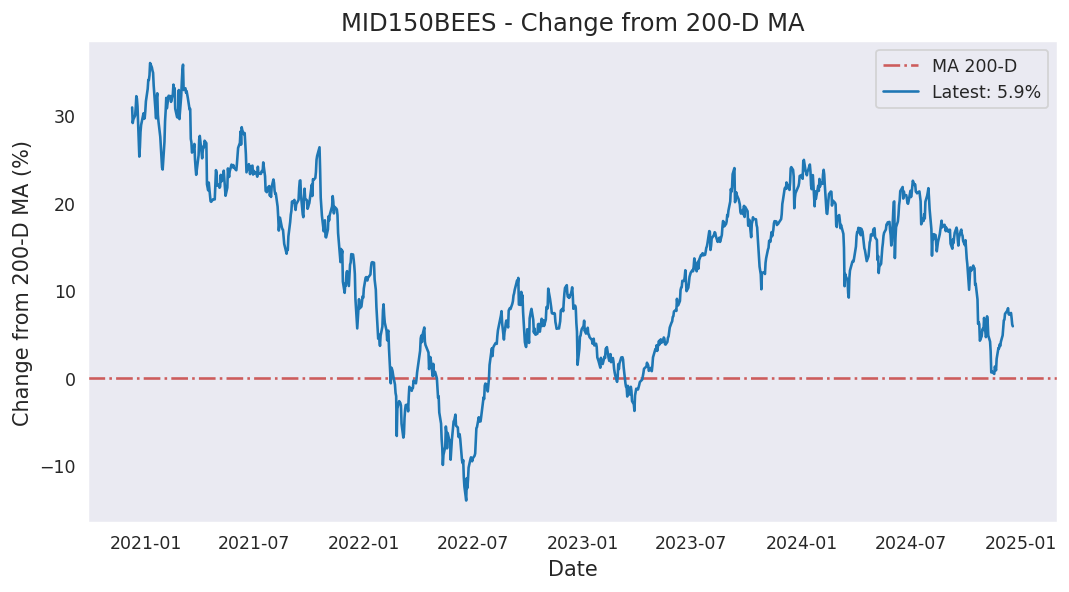 MID150BEES - Change from 200-D MA
MA 200-D
Latest: 5.9%
Change from 200-D MA (%)
30
20
10
0
−10
2021-01 2021-07 2022-01 2022-07 2023-01 2023-07 2024-01 2024-07 2025-01
Date